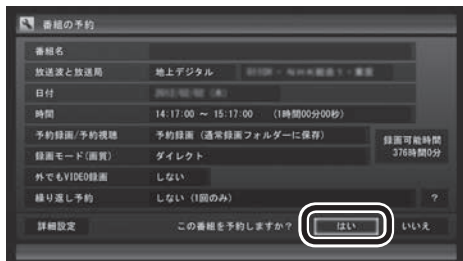 番組の予約
番組名
放送波と放送局 地上デジタル
日付
時間 14:17:00 ～ 15:17:00 (1時間00分00秒)
予約録画/予約視聴 予約録画 (通常録画フォルダーに保存)
録画可能時間
376時間0分
録画モード(画質) ダイレクト
外でもVIDEO録画 しない
繰り返し予約 しない (1回のみ) ?
詳細設定 この番組を予約しますか? はい いいえ